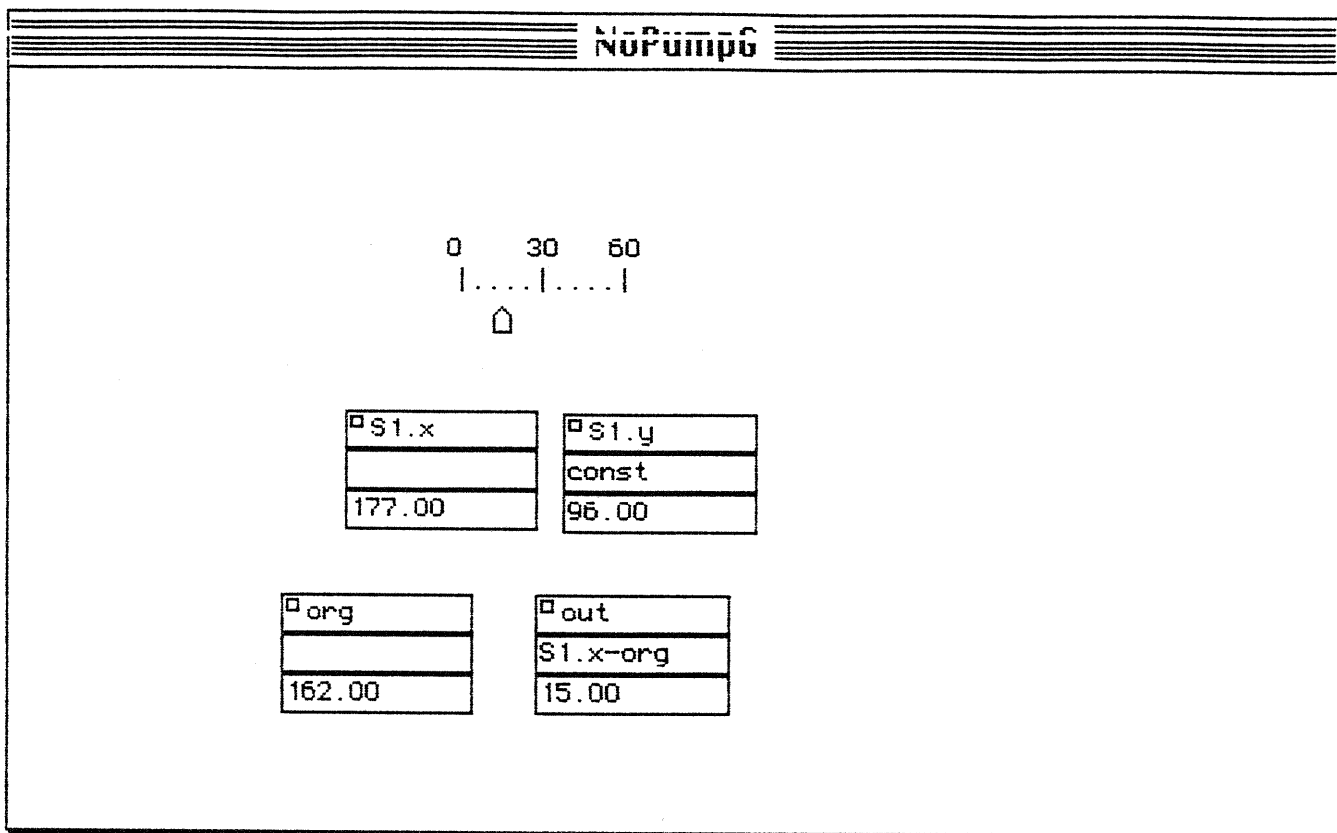 NoPumpG
0 30 60
|....|....|
S1.x
177.00
S1.y
const
96.00
org
162.00
out
S1.x-org
15.00